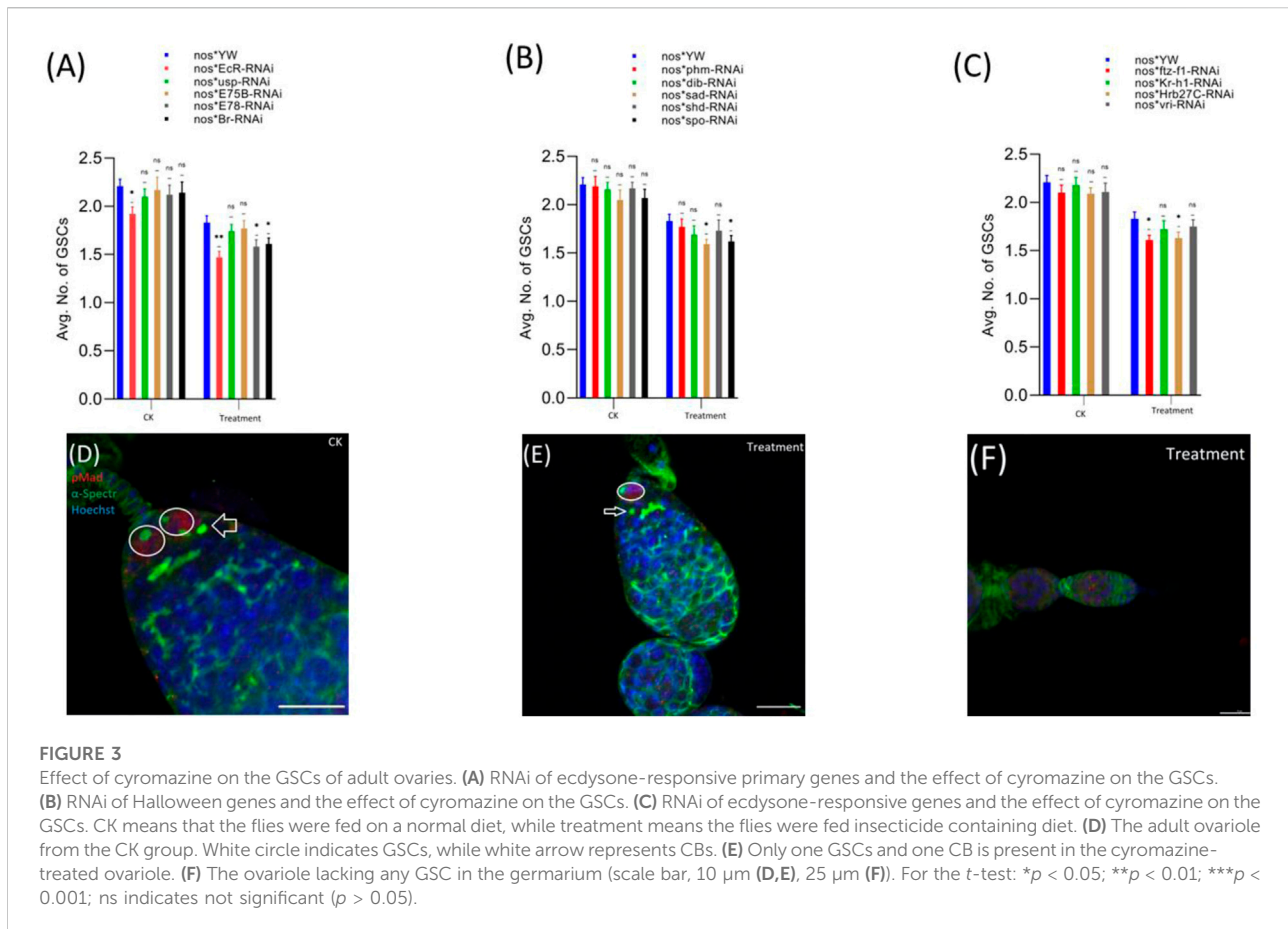 (A)
nos*YW
nos*EcR-RNAi
nos*usp-RNAi
nos*E75B-RNAi
nos*E78-RNAi
nos*Br-RNAi
Avg. No. of GSCs
2.5
2.0
1.5
1.0
0.5
0.0
*
ns
ns
ns
ns
**
ns
ns
*
*
CK
Treatment
(B)
nos*YW
nos*phm-RNAi
nos*dib-RNAi
nos*sad-RNAi
nos*shd-RNAi
nos*spo-RNAi
Avg. No. of GSCs
2.5
2.0
1.5
1.0
0.5
0.0
ns
ns
ns
ns
ns
ns
ns
*
ns
*
CK
Treatment
(C)
nos*YW
nos*ftz-f1-RNAi
nos*Kr-h1-RNAi
nos*Hrb27C-RNAi
nos*vri-RNAi
Avg. No. of GSCs
2.5
2.0
1.5
1.0
0.5
0.0
ns
ns
ns
ns
*
ns
*
ns
CK
Treatment
(D)
CK
pMad
α-Spectr
Hoechst
(E)
Treatment
(F)
Treatment
FIGURE 3
Effect of cyromazine on the GSCs of adult ovaries. (A) RNAi of ecdysone-responsive primary genes and the effect of cyromazine on the GSCs.
(B) RNAi of Halloween genes and the effect of cyromazine on the GSCs. (C) RNAi of ecdysone-responsive genes and the effect of cyromazine on the
GSCs. CK means that the flies were fed on a normal diet, while treatment means the flies were fed insecticide containing diet. (D) The adult ovariole
from the CK group. White circle indicates GSCs, while white arrow represents CBs. (E) Only one GSCs and one CB is present in the cyromazine-
treated ovariole. (F) The ovariole lacking any GSC in the germarium (scale bar, 10 μm (D,E), 25 μm (F)). For the t-test: *p < 0.05; **p < 0.01; ***p <
0.001; ns indicates not significant (p > 0.05).